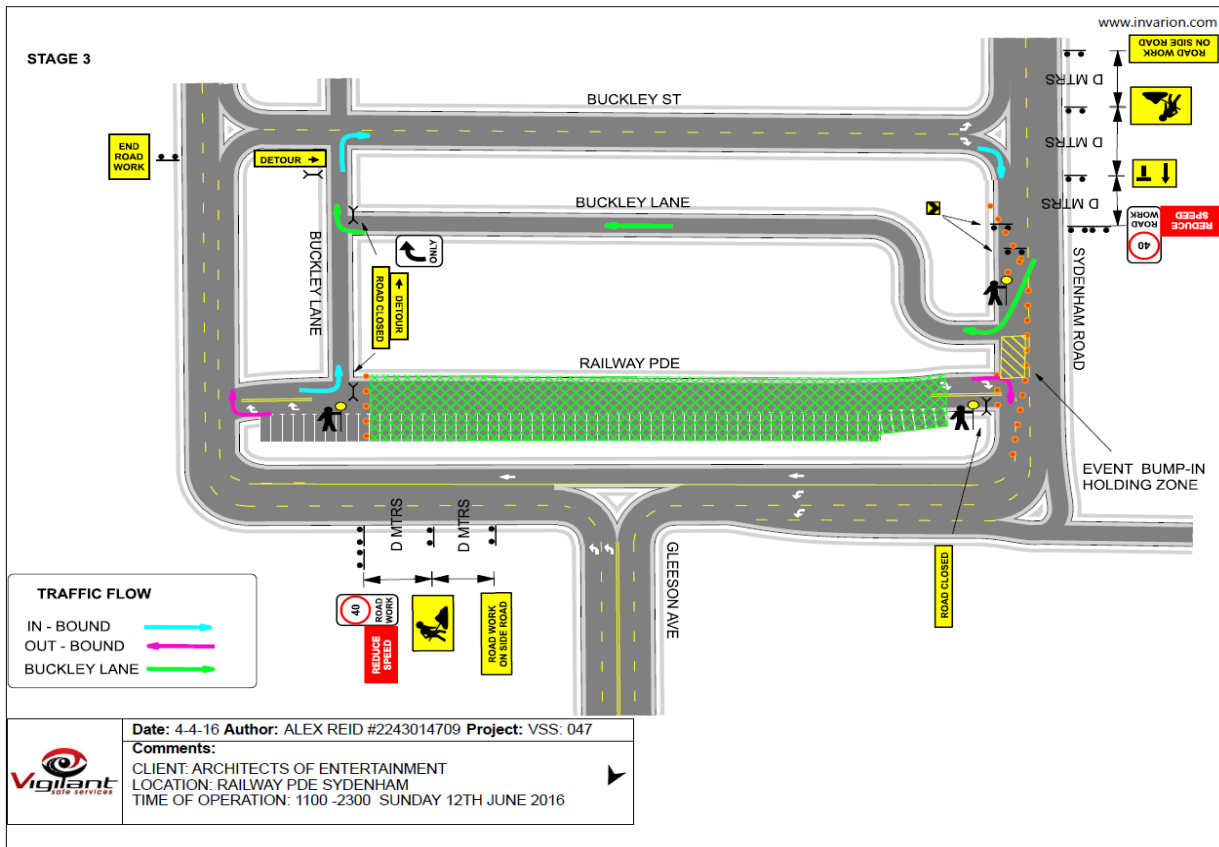 www.invarion.com
STAGE 3
ROAD WORK
ON SIDE ROAD
D MTRS
D MTRS
D MTRS
REDUCE
SPEED
40
ROAD
WORK
SYDENHAM ROAD
BUCKLEY ST
END
ROAD
WORK
DETOUR
BUCKLEY LANE
BUCKLEY LANE
ONLY
DETOUR
ROAD CLOSED
RAILWAY PDE
EVENT BUMP-IN
HOLDING ZONE
D MTRS
D MTRS
GLEESON AVE
ROAD CLOSED
40
ROAD
WORK
REDUCE
SPEED
ROAD WORK
ON SIDE ROAD
TRAFFIC FLOW
IN - BOUND
OUT - BOUND
BUCKLEY LANE
Vigilant
safe services
Date: 4-4-16 Author: ALEX REID #2243014709 Project: VSS: 047
Comments:
CLIENT: ARCHITECTS OF ENTERTAINMENT
LOCATION: RAILWAY PDE SYDENHAM
TIME OF OPERATION: 1100 -2300 SUNDAY 12TH JUNE 2016